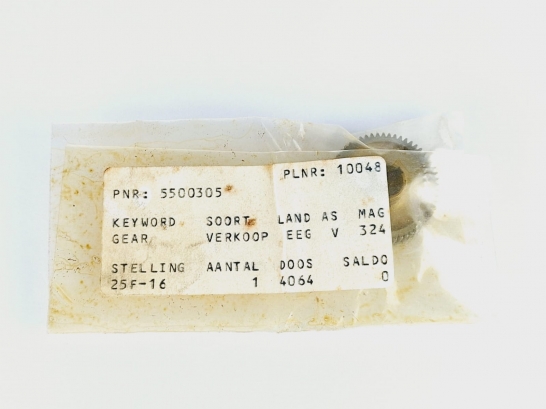 PLNR: 10048
PNR: 5500305
KEYWORD SOORT LAND AS MAG
GEAR VERKOOP EEG V 324
STELLING AANTAL DOOS SALDO
25F-16 1 4064 0